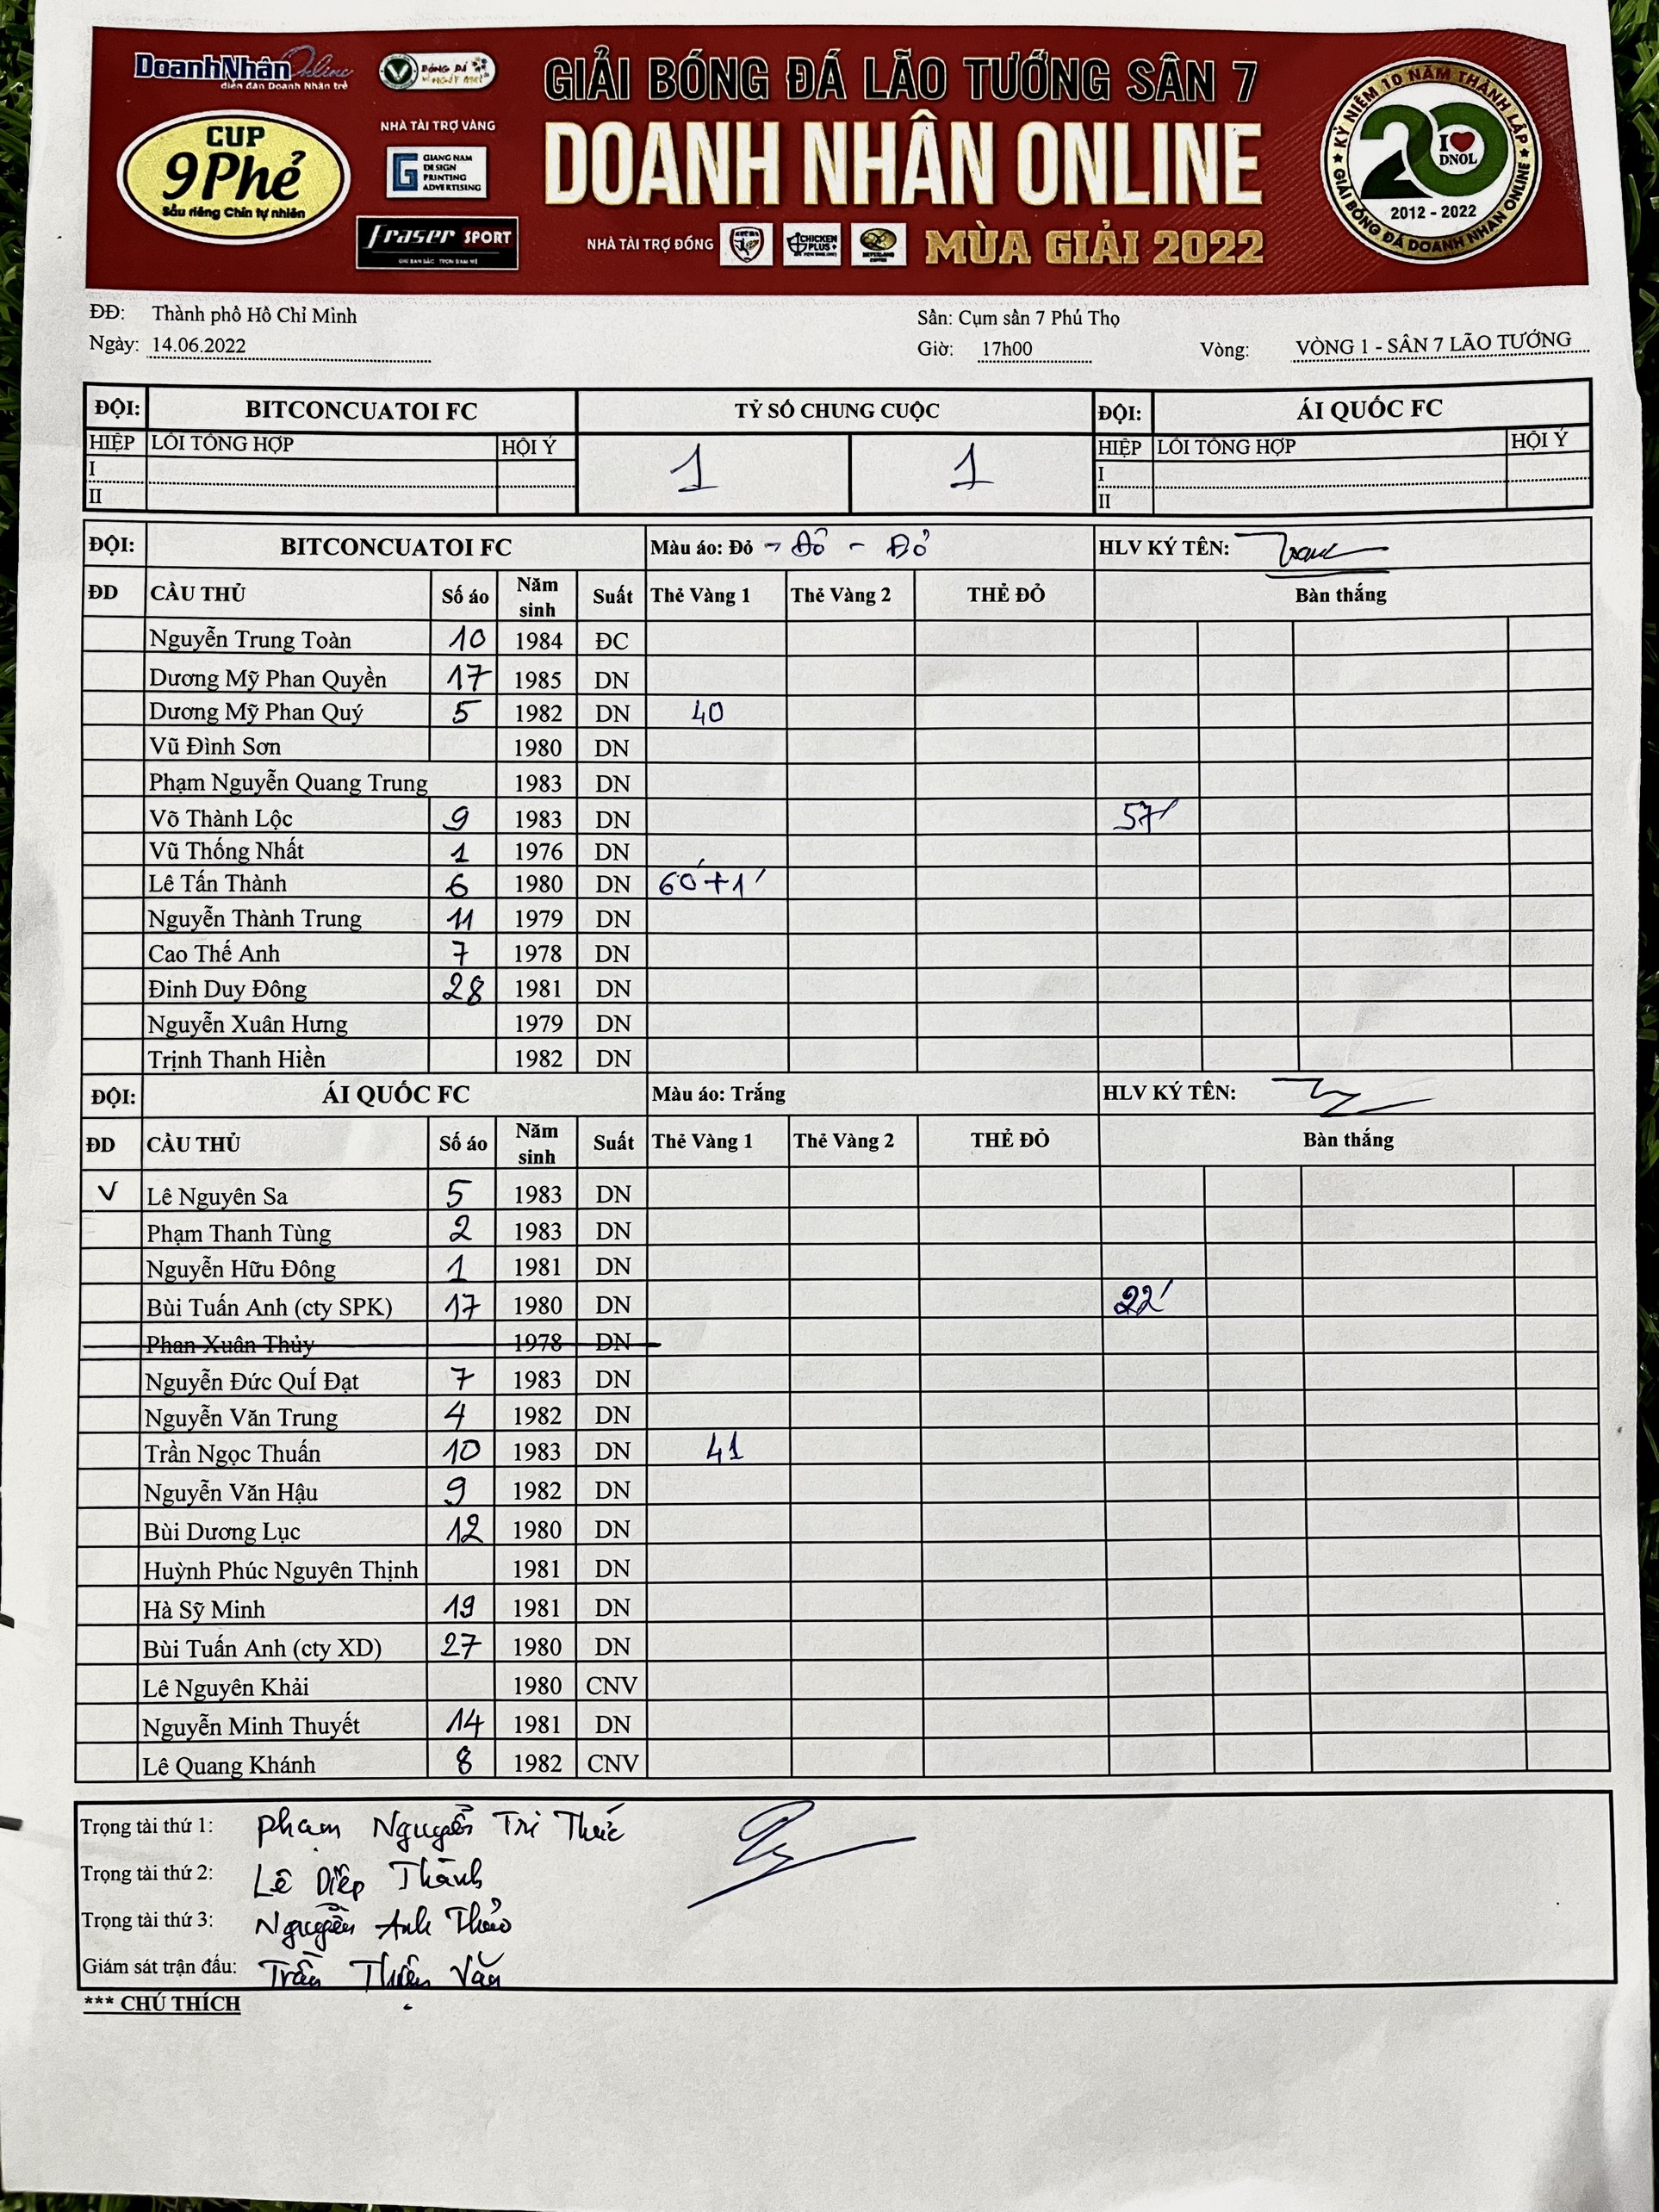 DoanhNhânOnline
diễn đàn Doanh Nhân trẻ
BÓNG ĐÁ
CUP
9Phẻ
Sầu riêng Chín tự nhiên
NHÀ TÀI TRỢ VÀNG
GIANG NAM
DESIGN
PRINTING
ADVERTISING
fraser SPORT
GIẢI BÓNG ĐÁ LÃO TƯỚNG SÂN 7
DOANH NHÂN ONLINE
NHÀ TÀI TRỢ ĐỒNG
CHICKEN
PLUS+
MÙA GIẢI 2022
KỶ NIỆM 10 NĂM THÀNH LẬP
20
I DNOL
2012 - 2022
GIẢI BÓNG ĐÁ DOANH NHÂN ONLINE
ĐĐ: Thành phố Hồ Chí Minh Sân: Cụm sân 7 Phú Thọ
Ngày: 14.06.2022 Giờ: 17h00 Vòng: VÒNG 1 - SÂN 7 LÃO TƯỚNG
ĐỘI: BITCONCUATOI FC TỶ SỐ CHUNG CUỘC ĐỘI: ÁI QUỐC FC
HIỆP LỖI TỔNG HỢP HỘI Ý 1 1 HIỆP LỖI TỔNG HỢP HỘI Ý
I I
II II
ĐỘI: BITCONCUATOI FC Màu áo: Đỏ - Đỏ - Đỏ HLV KÝ TÊN:
ĐD CẦU THỦ Số áo Năm sinh Suất Thẻ Vàng 1 Thẻ Vàng 2 THẺ ĐỎ Bàn thắng
Nguyễn Trung Toàn 10 1984 ĐC
Dương Mỹ Phan Quyền 17 1985 DN
Dương Mỹ Phan Quý 5 1982 DN 40
Vũ Đình Sơn 1980 DN
Phạm Nguyễn Quang Trung 1983 DN
Võ Thành Lộc 9 1983 DN 57'
Vũ Thống Nhất 1 1976 DN
Lê Tấn Thành 6 1980 DN 60'+1'
Nguyễn Thành Trung 11 1979 DN
Cao Thế Anh 7 1978 DN
Đinh Duy Đông 28 1981 DN
Nguyễn Xuân Hưng 1979 DN
Trịnh Thanh Hiền 1982 DN
ĐỘI: ÁI QUỐC FC Màu áo: Trắng HLV KÝ TÊN:
ĐD CẦU THỦ Số áo Năm sinh Suất Thẻ Vàng 1 Thẻ Vàng 2 THẺ ĐỎ Bàn thắng
V Lê Nguyên Sa 5 1983 DN
Phạm Thanh Tùng 2 1983 DN
Nguyễn Hữu Đông 1 1981 DN
Bùi Tuấn Anh (cty SPK) 17 1980 DN 22'
Phan Xuân Thủy 1978 DN
Nguyễn Đức QuÍ Đạt 7 1983 DN
Nguyễn Văn Trung 4 1982 DN
Trần Ngọc Thuấn 10 1983 DN 41
Nguyễn Văn Hậu 9 1982 DN
Bùi Dương Lục 12 1980 DN
Huỳnh Phúc Nguyên Thịnh 1981 DN
Hà Sỹ Minh 19 1981 DN
Bùi Tuấn Anh (cty XD) 27 1980 DN
Lê Nguyên Khải 1980 CNV
Nguyễn Minh Thuyết 14 1981 DN
Lê Quang Khánh 8 1982 CNV
Trọng tài thứ 1: Phạm Nguyễn Tri Thức
Trọng tài thứ 2: Lê Diệp Thành
Trọng tài thứ 3: Nguyễn Anh Thảo
Giám sát trận đấu: Trần Thiện Văn
*** CHÚ THÍCH